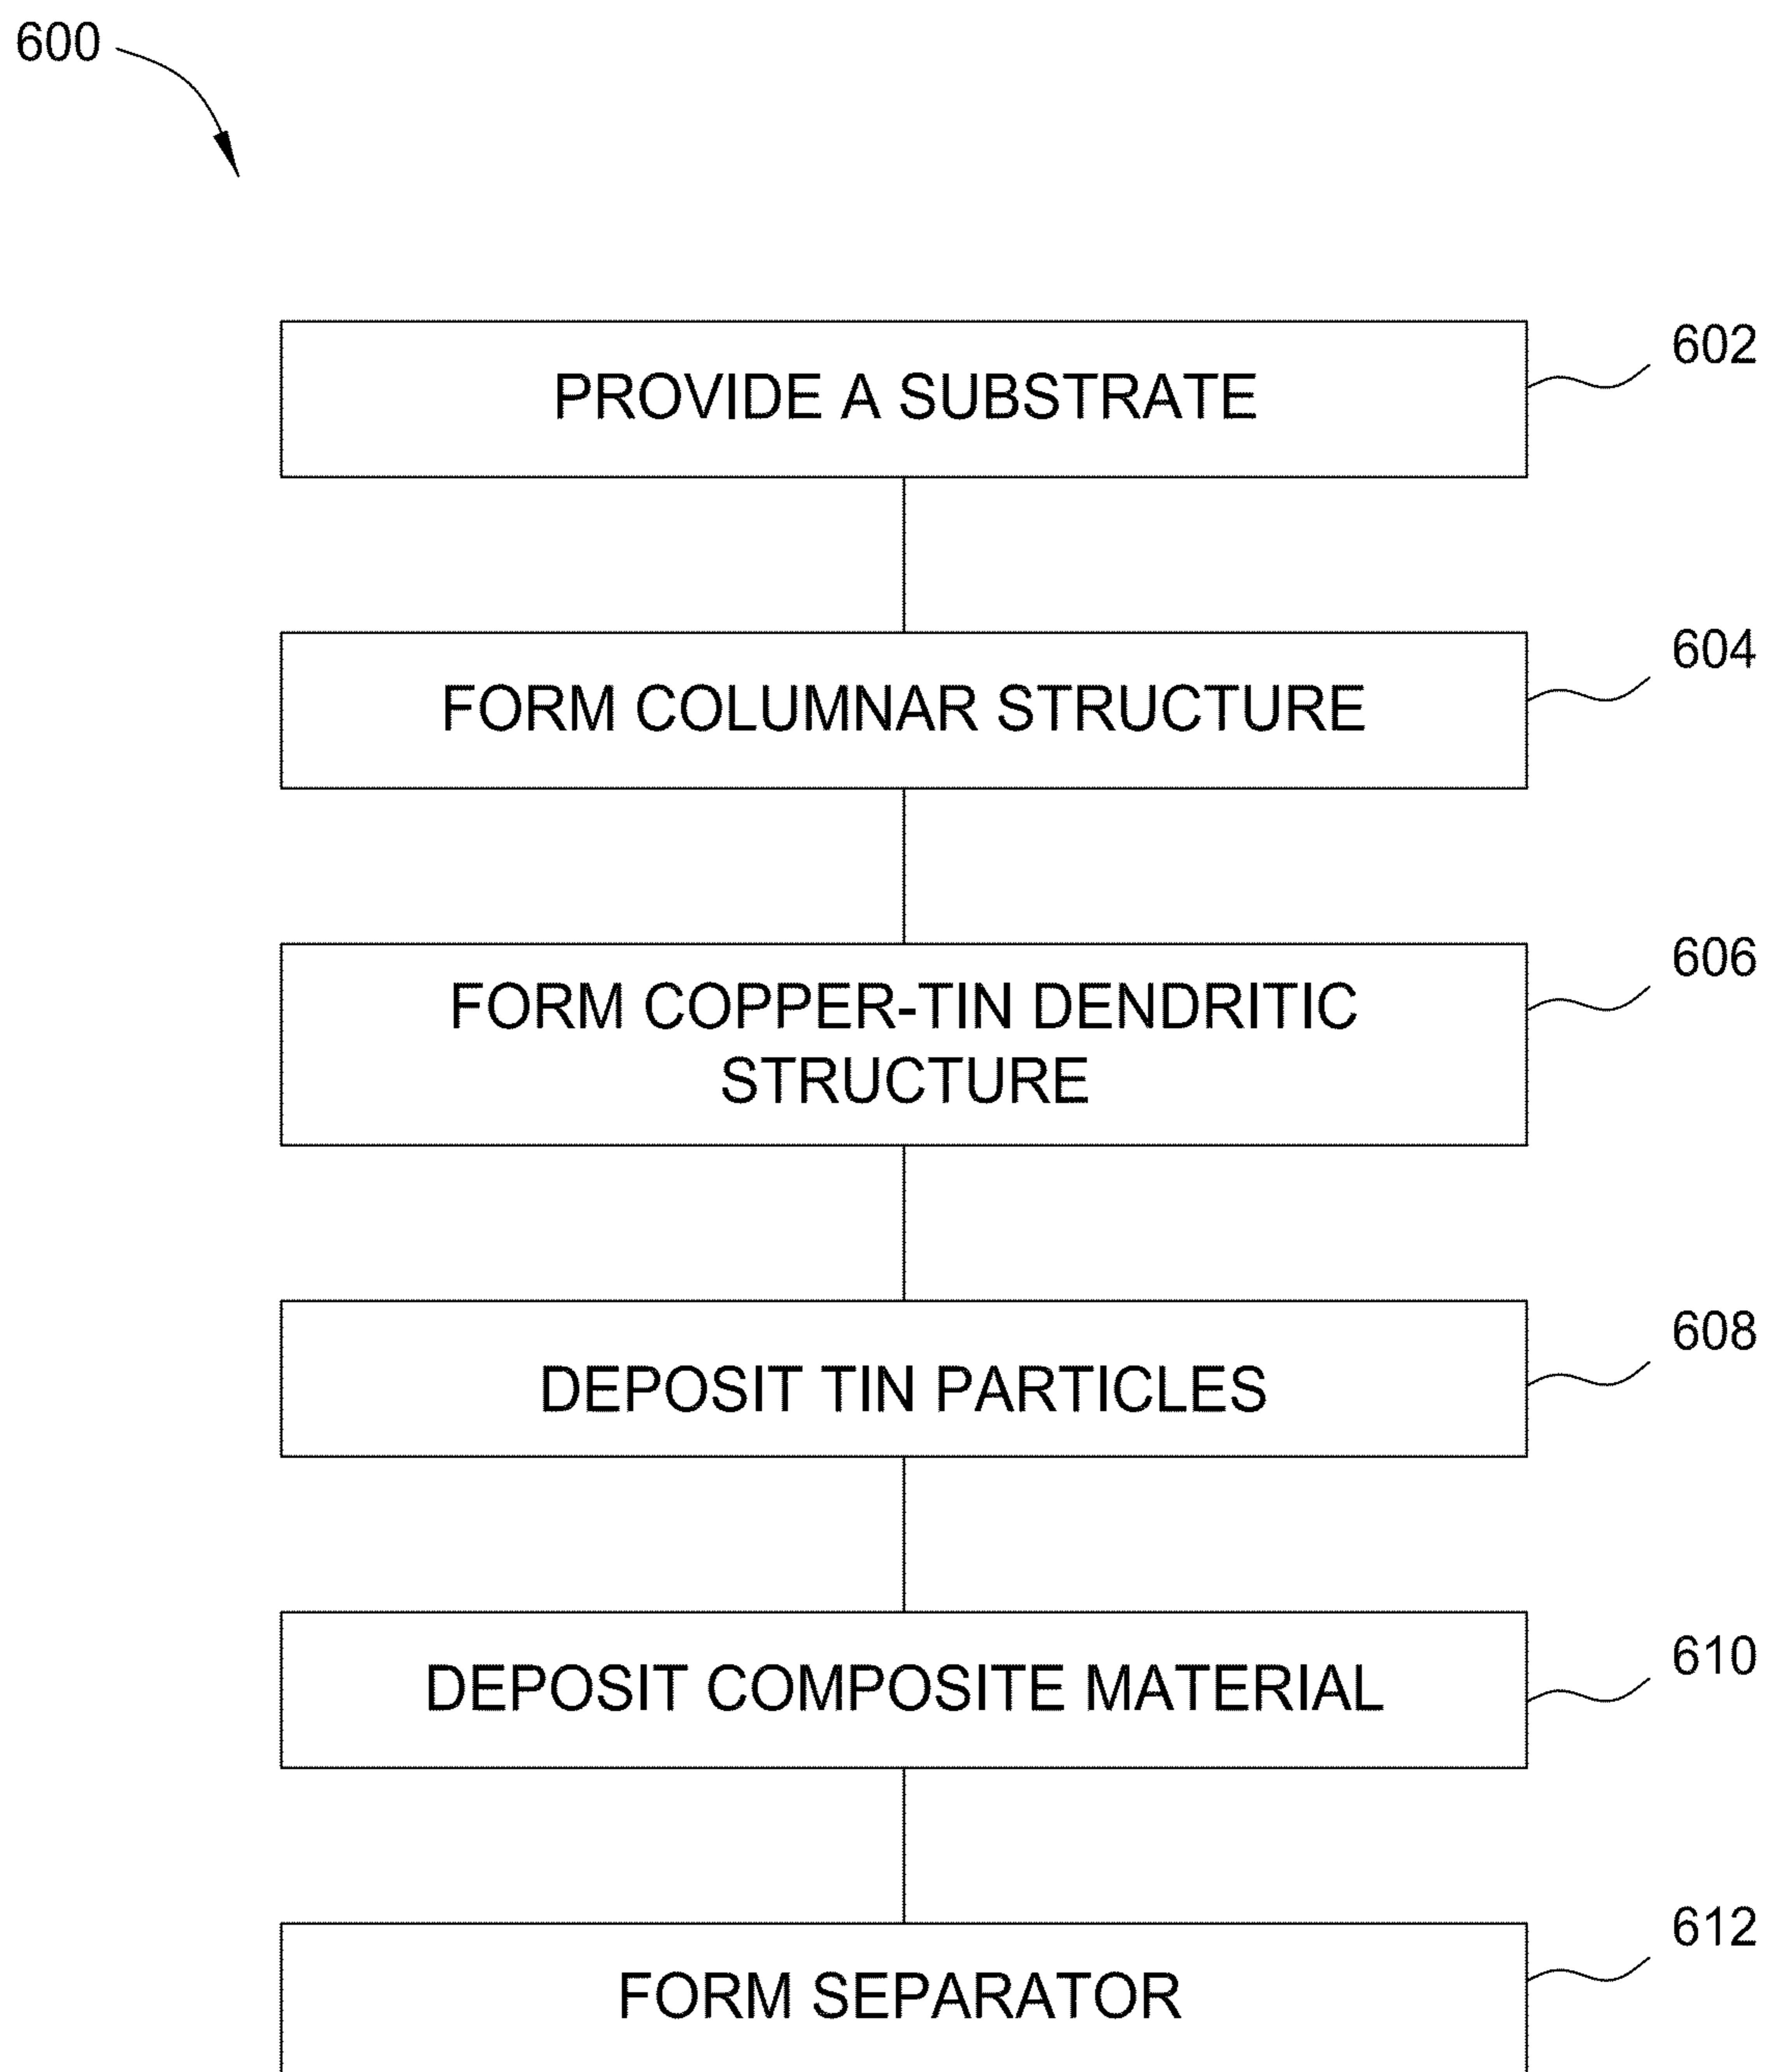 600
PROVIDE A SUBSTRATE
602
FORM COLUMNAR STRUCTURE
604
FORM COPPER-TIN DENDRITIC
STRUCTURE
606
DEPOSIT TIN PARTICLES
608
DEPOSIT COMPOSITE MATERIAL
610
FORM SEPARATOR
612